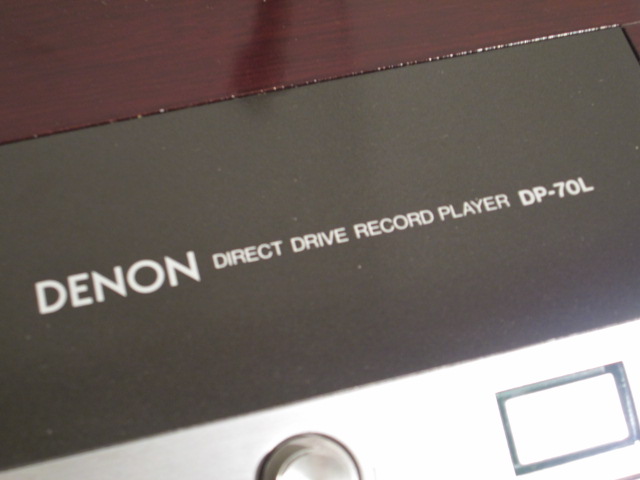 DENON DIRECT DRIVE RECORD PLAYER DP-70L